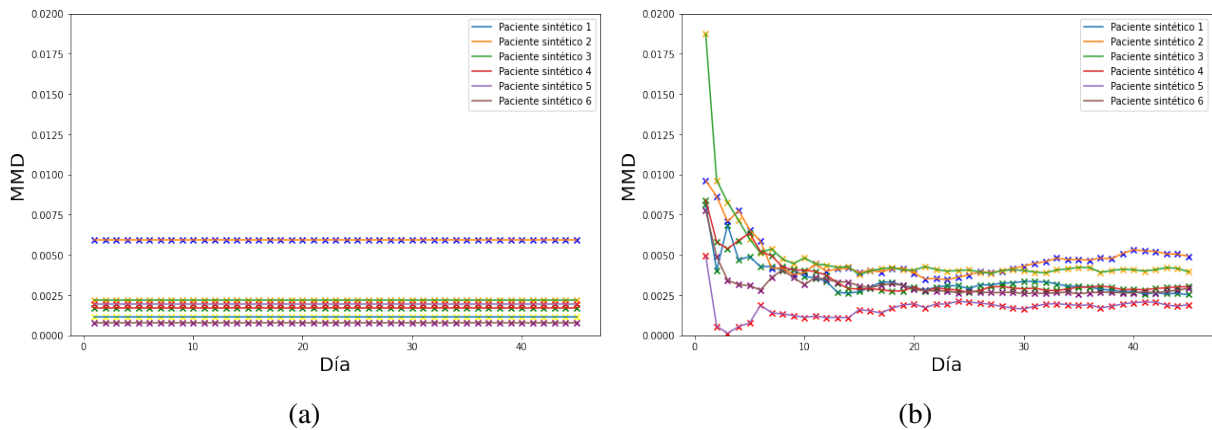 0.0200
0.0175
0.0150
0.0125
0.0100
0.0075
0.0050
0.0025
0.0000
MMD
0 10 20 30 40
Día
Paciente sintético 1
Paciente sintético 2
Paciente sintético 3
Paciente sintético 4
Paciente sintético 5
Paciente sintético 6
(a)
0.0200
0.0175
0.0150
0.0125
0.0100
0.0075
0.0050
0.0025
0.0000
MMD
0 10 20 30 40
Día
Paciente sintético 1
Paciente sintético 2
Paciente sintético 3
Paciente sintético 4
Paciente sintético 5
Paciente sintético 6
(b)